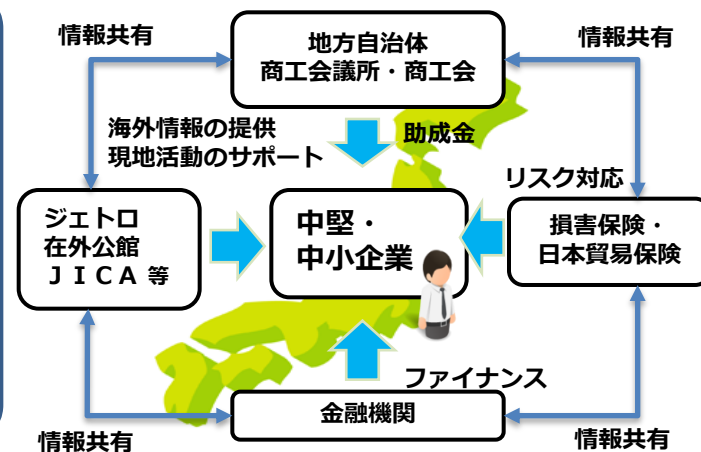 情報共有
地方自治体
商工会議所・商工会
情報共有
海外情報の提供
現地活動のサポート
助成金
リスク対応
ジェトロ
在外公館
ＪＩＣＡ 等
中堅・
中小企業
損害保険・
日本貿易保険
ファイナンス
金融機関
情報共有
情報共有